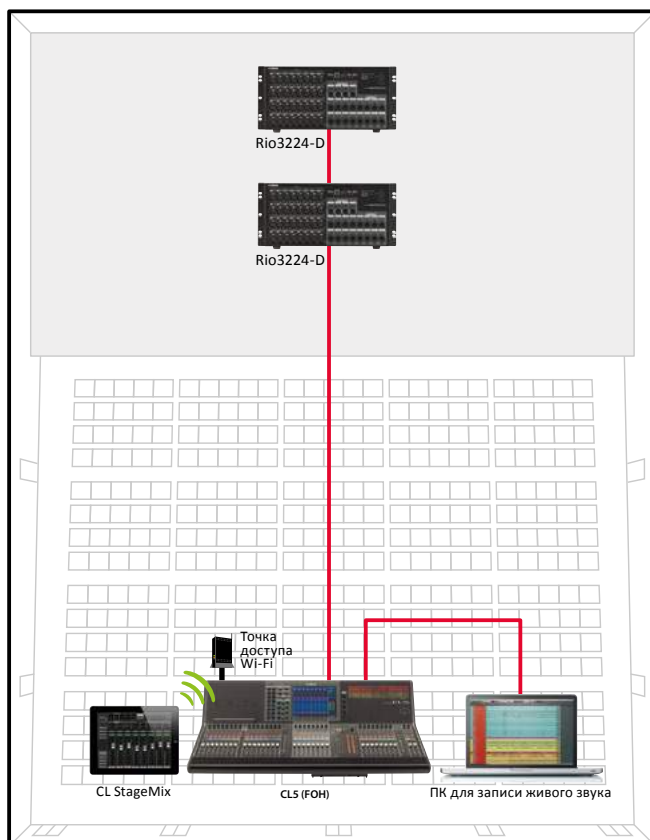 Rio3224-D
Rio3224-D
Точка
доступа
Wi-Fi
CL StageMix
CL5 (FOH)
ПК для записи живого звука